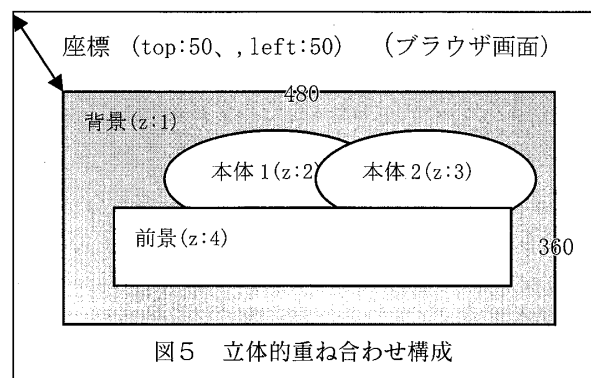 座標 (top:50、,left:50) (ブラウザ画面)
480
背景(z:1)
本体1(z:2) 本体2(z:3)
前景(z:4)
360
図5 立体的重ね合わせ構成